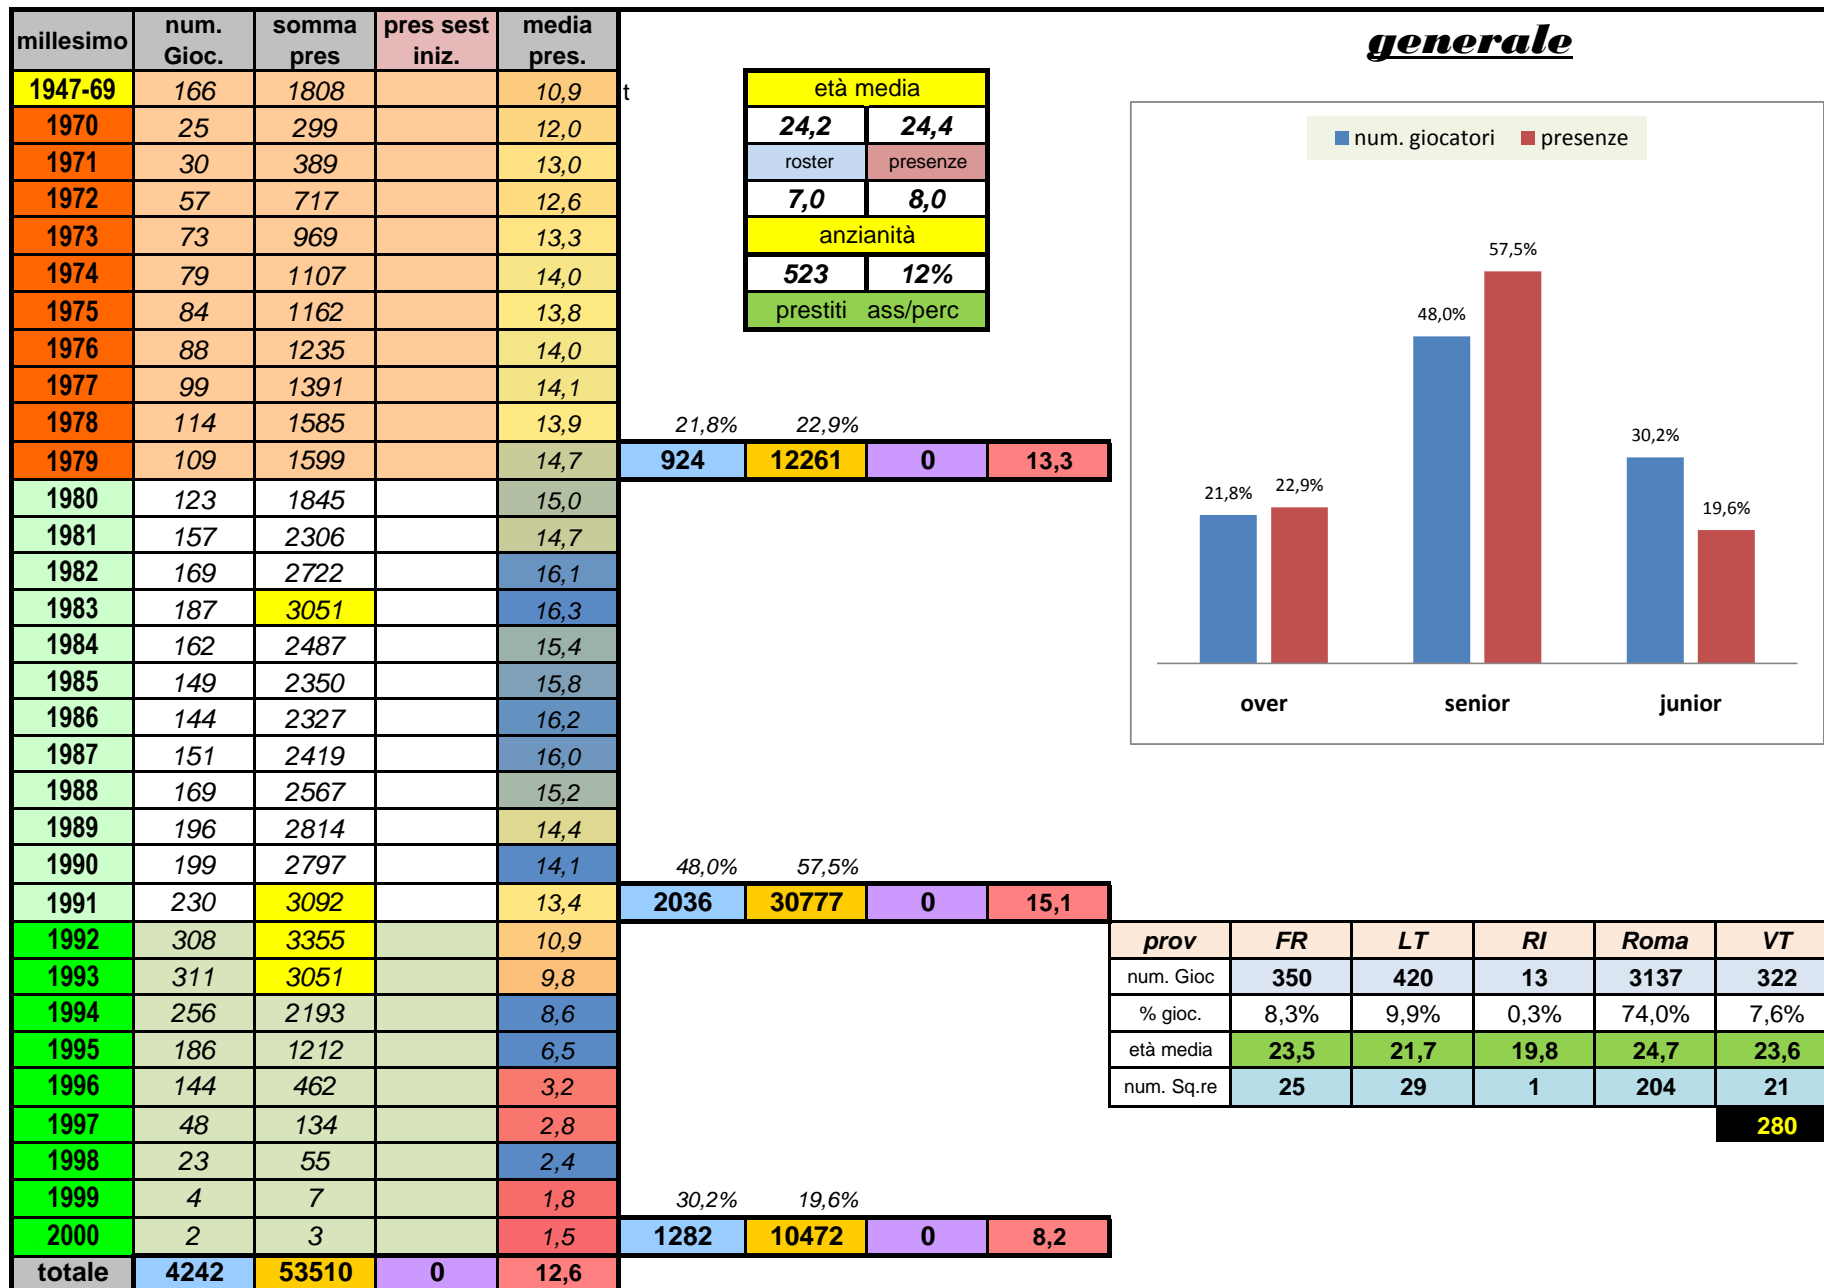 generale
millesimo num. Gioc. somma pres pres sest iniz. media pres.
1947-69 166 1808 10,9 t
1970 25 299 12,0
1971 30 389 13,0
1972 57 717 12,6
1973 73 969 13,3
1974 79 1107 14,0
1975 84 1162 13,8
1976 88 1235 14,0
1977 99 1391 14,1
1978 114 1585 13,9 21,8% 22,9%
1979 109 1599 14,7 924 12261 0 13,3
1980 123 1845 15,0
1981 157 2306 14,7
1982 169 2722 16,1
1983 187 3051 16,3
1984 162 2487 15,4
1985 149 2350 15,8
1986 144 2327 16,2
1987 151 2419 16,0
1988 169 2567 15,2
1989 196 2814 14,4
1990 199 2797 14,1 48,0% 57,5%
1991 230 3092 13,4 2036 30777 0 15,1
1992 308 3355 10,9
1993 311 3051 9,8
1994 256 2193 8,6
1995 186 1212 6,5
1996 144 462 3,2
1997 48 134 2,8
1998 23 55 2,4
1999 4 7 1,8 30,2% 19,6%
2000 2 3 1,5 1282 10472 0 8,2
totale 4242 53510 0 12,6
età media
24,2 24,4
roster presenze
7,0 8,0
anzianità
523 12%
prestiti ass/perc
num. giocatori presenze
57,5%
48,0%
30,2%
21,8% 22,9%
19,6%
over senior junior
prov FR LT RI Roma VT
num. Gioc 350 420 13 3137 322
% gioc. 8,3% 9,9% 0,3% 74,0% 7,6%
età media 23,5 21,7 19,8 24,7 23,6
num. Sq.re 25 29 1 204 21
280